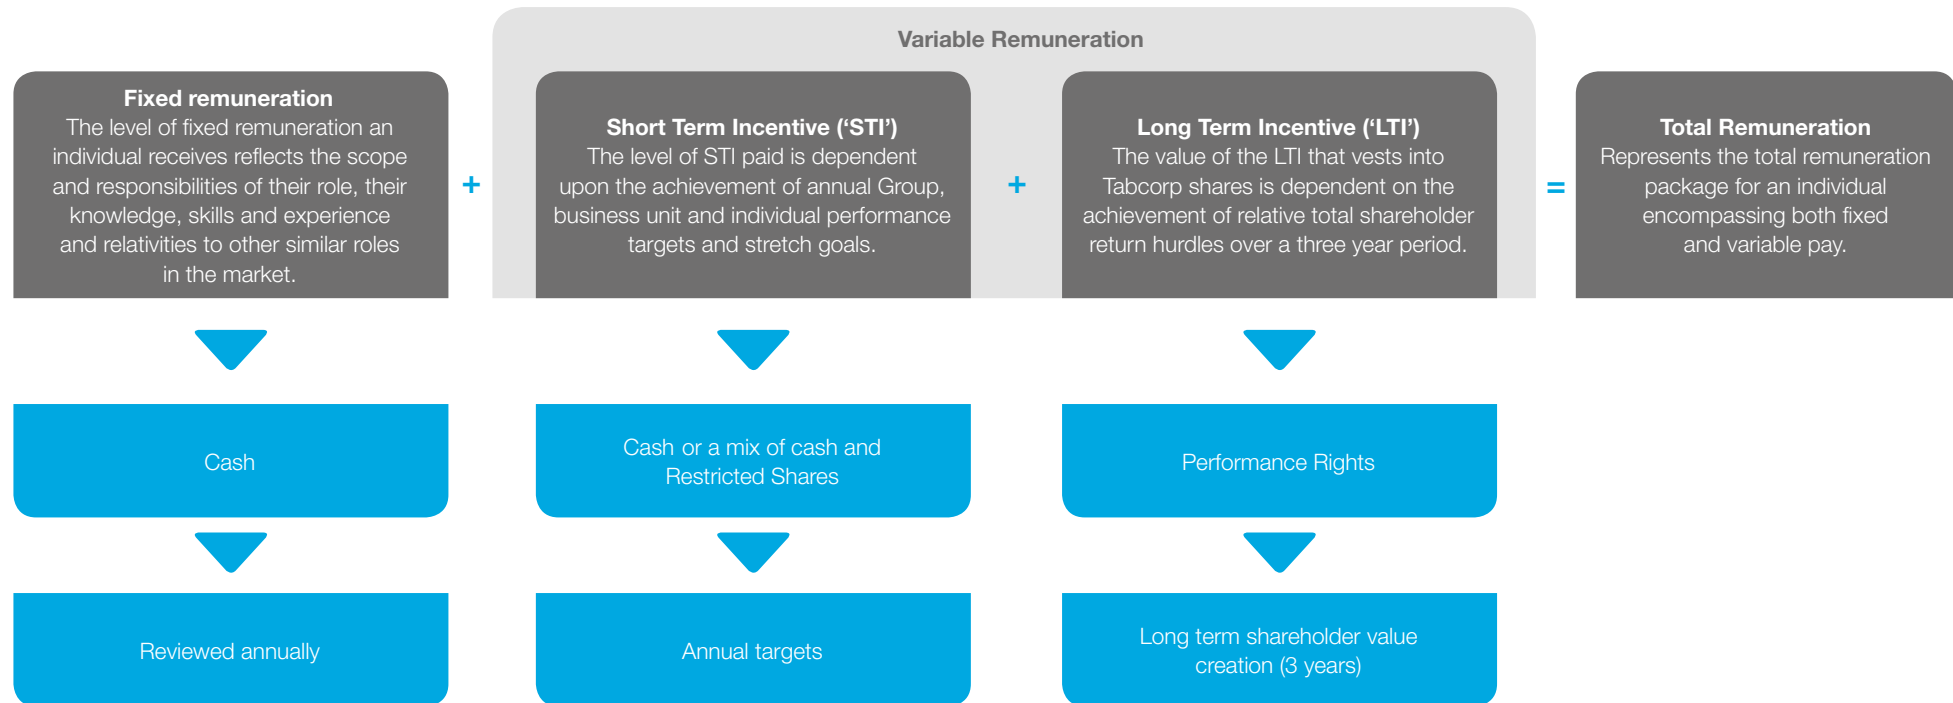 Variable Remuneration
Fixed remuneration
The level of fixed remuneration an
individual receives reflects the scope
and responsibilities of their role, their
knowledge, skills and experience
and relativities to other similar roles
in the market.
+
Short Term Incentive (‘STI’)
The level of STI paid is dependent
upon the achievement of annual Group,
business unit and individual performance
targets and stretch goals.
+
Long Term Incentive (‘LTI’)
The value of the LTI that vests into
Tabcorp shares is dependent on the
achievement of relative total shareholder
return hurdles over a three year period.
=
Total Remuneration
Represents the total remuneration
package for an individual
encompassing both fixed
and variable pay.
Cash
Cash or a mix of cash and
Restricted Shares
Performance Rights
Reviewed annually
Annual targets
Long term shareholder value
creation (3 years)